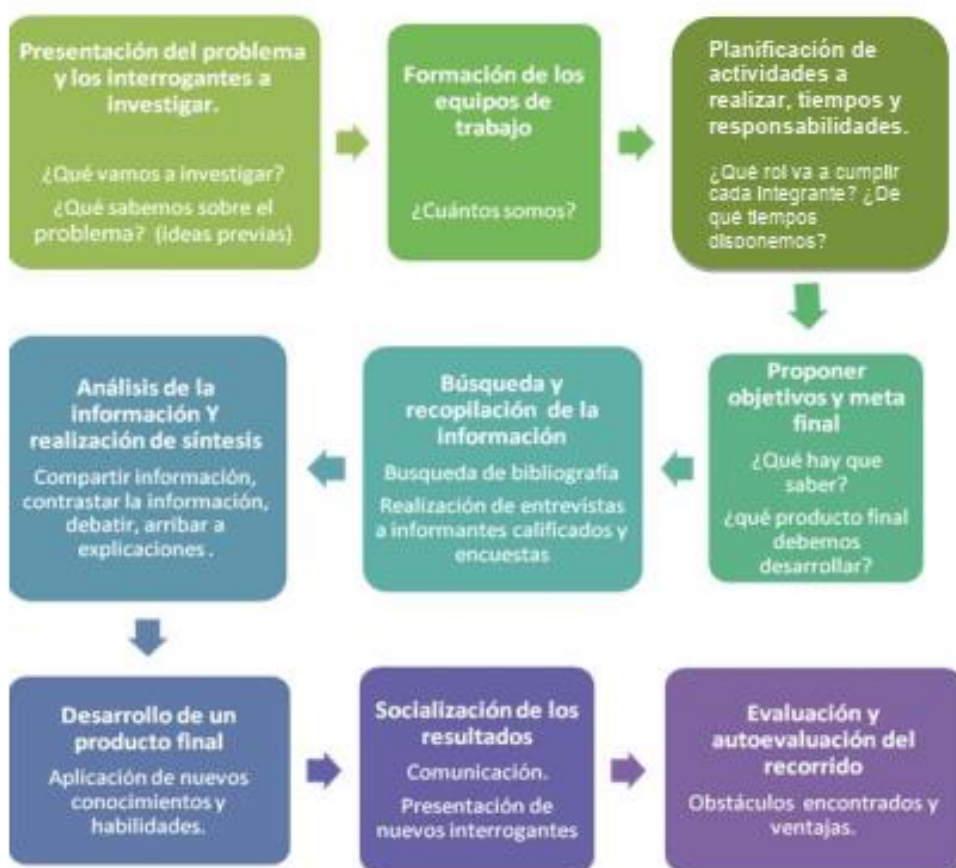 Presentación del problema
y los interrogantes a
investigar.
¿Qué vamos a investigar?
¿Qué sabemos sobre el
problema? (ideas previas)
Formación de los
equipos de
trabajo
¿Cuántos somos?
Planificación de
actividades a
realizar, tiempos y
responsabilidades.
¿Qué rol va a cumplir
cada integrante? ¿De
qué tiempos
disponemos?
Proponer
objetivos y meta
final
¿Qué hay que
saber?
¿qué producto final
debemos
desarrollar?
Búsqueda y
recopilación de la
información
Busqueda de bibliografía
Realización de entrevistas
a informantes calificados y
encuestas
Análisis de la
información Y
realización de síntesis
Compartir información,
contrastar la información,
debatir, arribar a
explicaciones .
Desarrollo de un
producto final
Aplicación de nuevos
conocimientos y
habilidades.
Socialización de los
resultados
Comunicación.
Presentación de
nuevos interrogantes
Evaluación y
autoevaluación del
recorrido
Obstáculos encontrados y
ventajas.